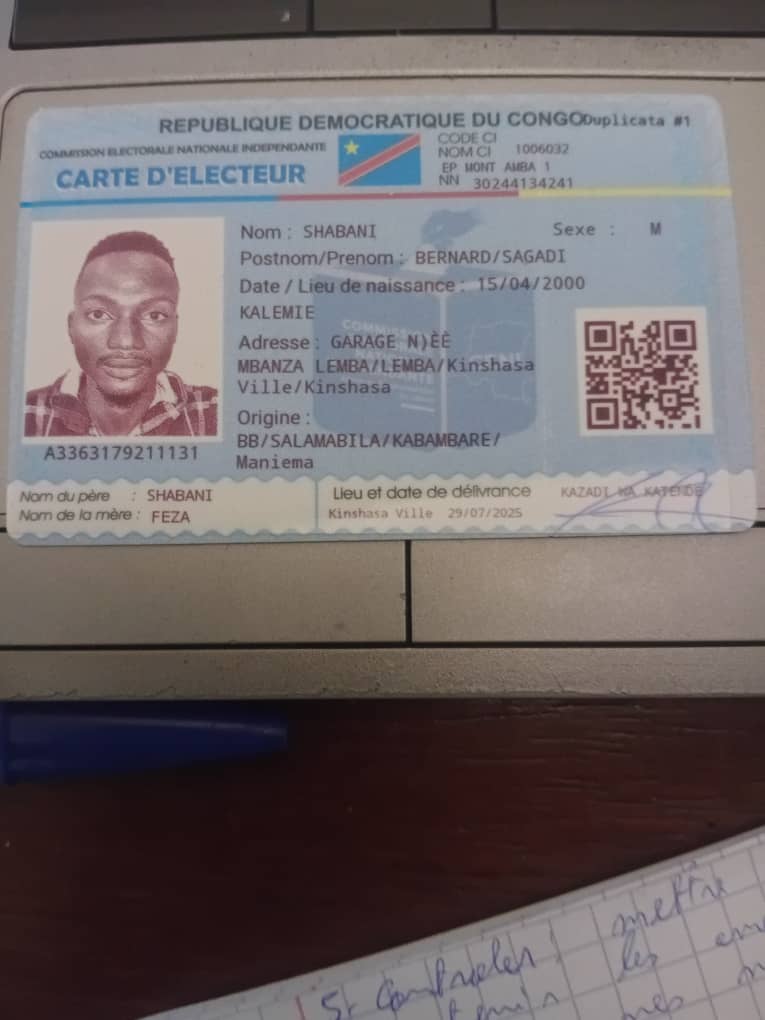 REPUBLIQUE DEMOCRATIQUE DU CONGO Duplicata #1
COMMISSION ELECTORALE NATIONALE INDEPENDANTE
CARTE D'ELECTEUR
CODE CI 1006032
NOM CI
EP MONT AMBA 1
NN 30244134241
Nom : SHABANI Sexe : M
Postnom/Prenom : BERNARD/SAGADI
Date / Lieu de naissance : 15/04/2000
KALEMIE
Adresse : GARAGE N)ÈÈ
MBANZA LEMBA/LEMBA/Kinshasa
Ville/Kinshasa
Origine :
BB/SALAMABILA/KABAMBARE/
Maniema
A3363179211131
Nom du père : SHABANI
Nom de la mère : FEZA
Lieu et date de délivrance
Kinshasa Ville 29/07/2025
KAZADI WA KATENDE
mettre
les